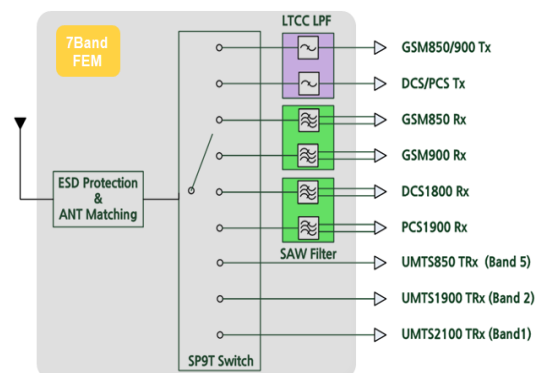 LTCC LPF
7Band
FEM
GSM850/900 Tx
DCS/PCS Tx
GSM850 Rx
GSM900 Rx
ESD Protection
&
ANT Matching
DCS1800 Rx
PCS1900 Rx
SAW Filter
UMTS850 TRx (Band 5)
UMTS1900 TRx (Band 2)
UMTS2100 TRx (Band1)
SP9T Switch